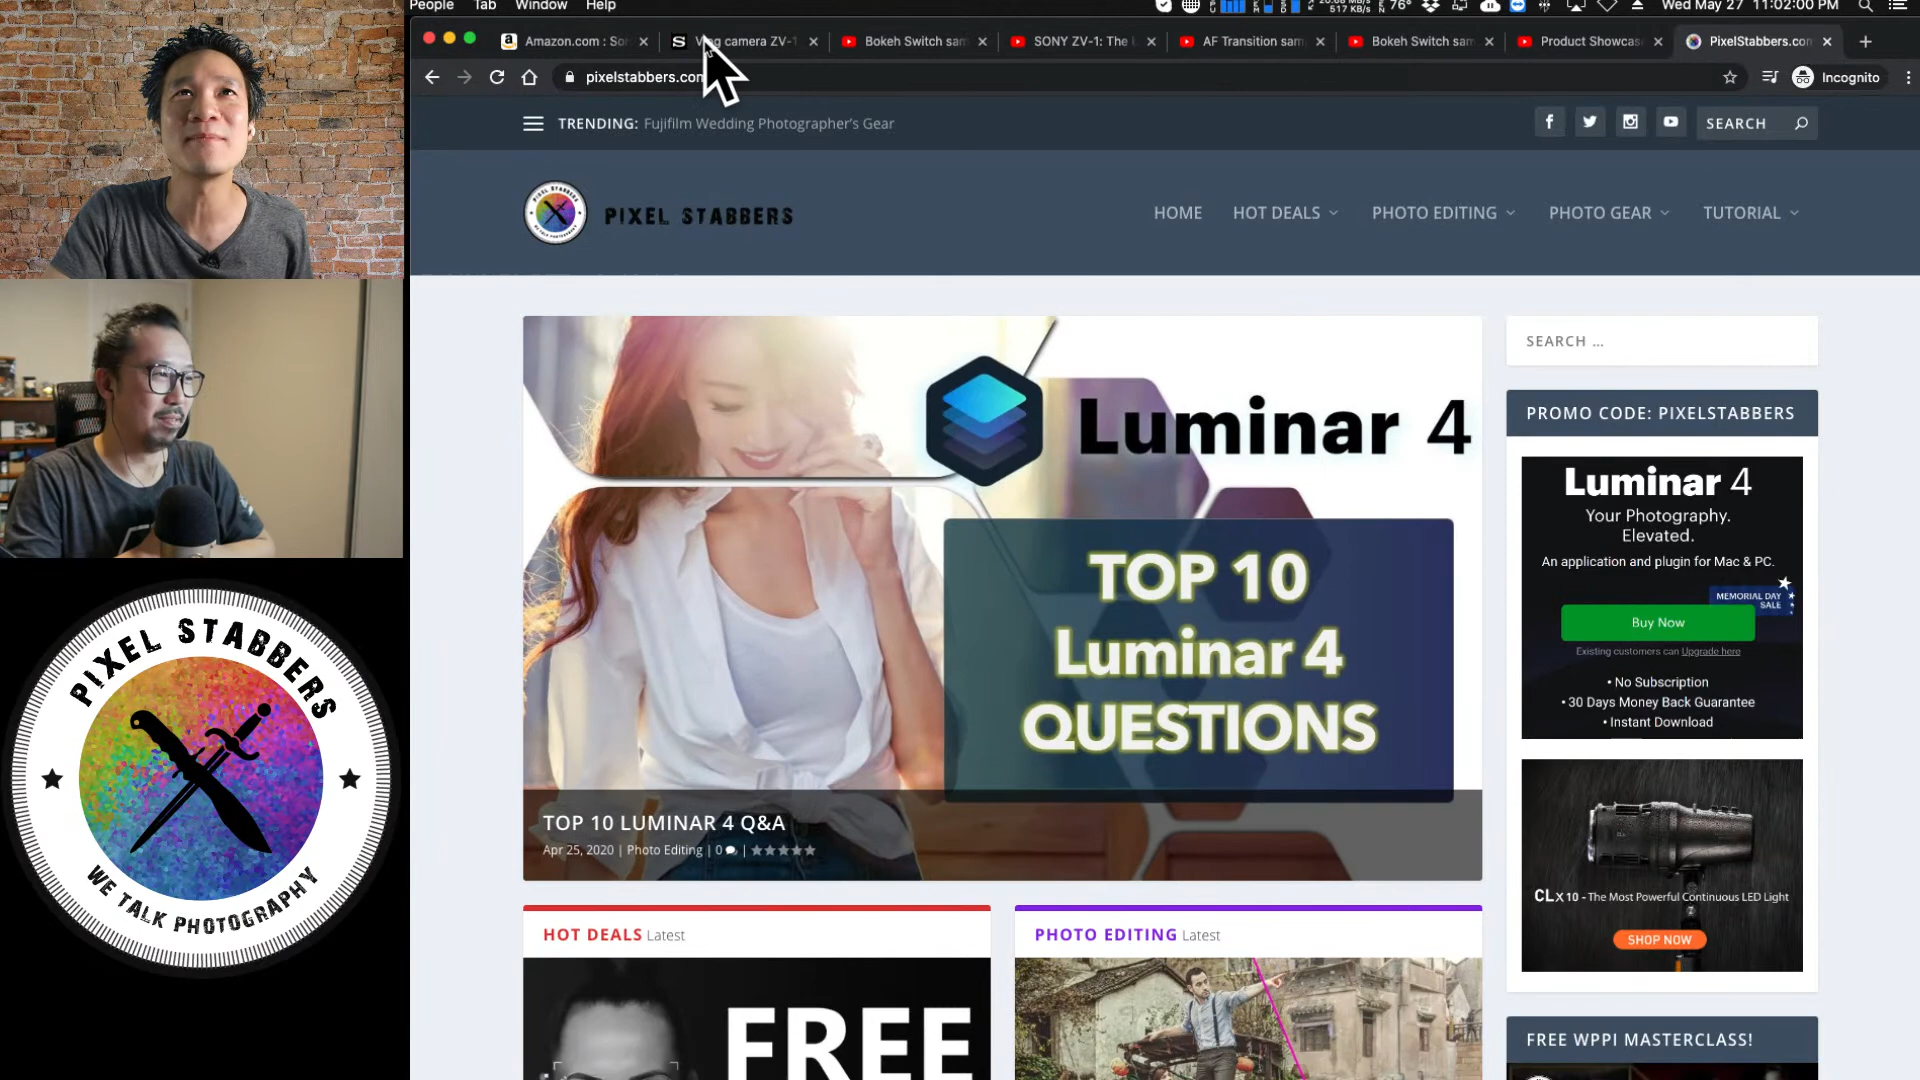 People Tab Window Help
517 KB/s 76° Wed May 27 11:02:00 PM
Amazon.com : So
camera ZV-1
Bokeh Switch sam
SONY ZV-1: The
AF Transition sam
Bokeh Switch sam
Product Showcas
PixelStabbers.co
pixelstabbers.com
Incognito
TRENDING: Fujifilm Wedding Photographer's Gear
SEARCH
PIXEL STABBERS
HOME
HOT DEALS
PHOTO EDITING
PHOTO GEAR
TUTORIAL
Luminar 4
TOP 10
Luminar 4
QUESTIONS
TOP 10 LUMINAR 4 Q&A
Apr 25, 2020 | Photo Editing | 0 |
SEARCH …
PROMO CODE: PIXELSTABBERS
Luminar 4
Your Photography.
Elevated.
An application and plugin for Mac & PC.
MEMORIAL DAY
SALE
Buy Now
Existing customers can Upgrade here
• No Subscription
• 30 Days Money Back Guarantee
• Instant Download
CLx10 - The Most Powerful Continuous LED Light
SHOP NOW
FREE WPPI MASTERCLASS!
HOT DEALS Latest
FREE
PHOTO EDITING Latest
PIXEL STABBERS
WE TALK PHOTOGRAPHY